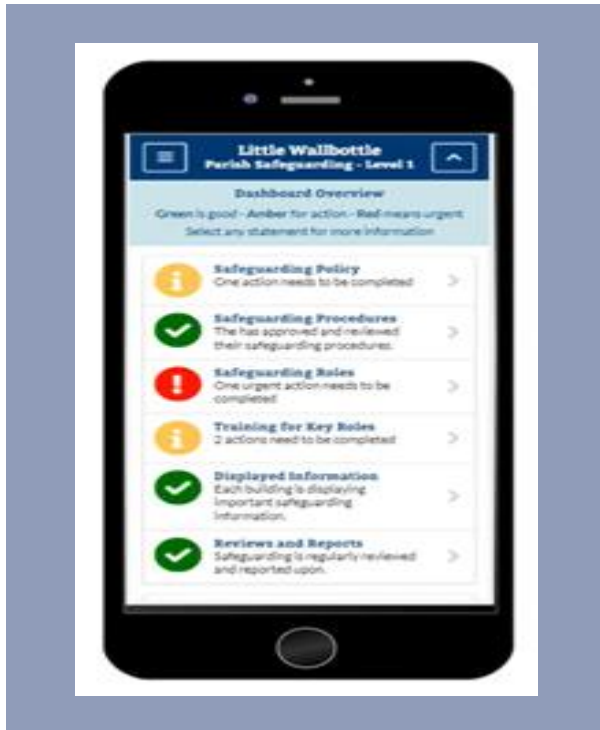 Little Wallbottle
Parish Safeguarding - Level 1
Dashboard Overview
Green is good - Amber for action - Red means urgent
Select any statement for more information
Safeguarding Policy
One action needs to be completed
Safeguarding Procedures
The has approved and reviewed
their safeguarding procedures.
Safeguarding Roles
One urgent action needs to be
completed
Training for Key Roles
2 actions need to be completed
Displayed Information
Each building is displaying
important safeguarding
information.
Reviews and Reports
Safeguarding is regularly reviewed
and reported upon.